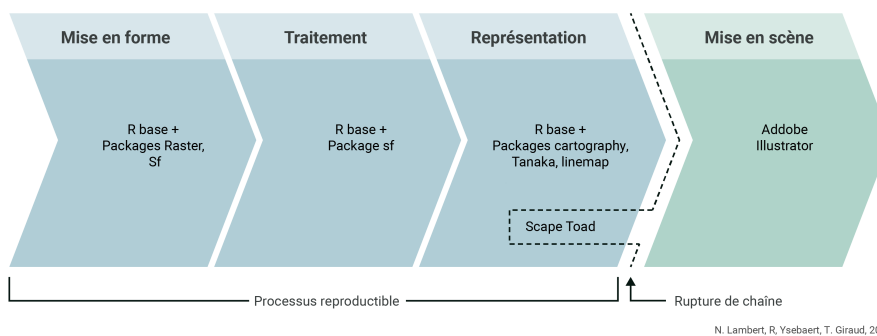 Mise en forme
Traitement
Représentation
Mise en scène
R base +
Packages Raster,
Sf
R base +
Package sf
R base +
Packages cartography,
Tanaka, linemap
Addobe
Illustrator
Scape Toad
Processus reproductible
Rupture de chaîne
N. Lambert, R, Ysebaert, T. Giraud,